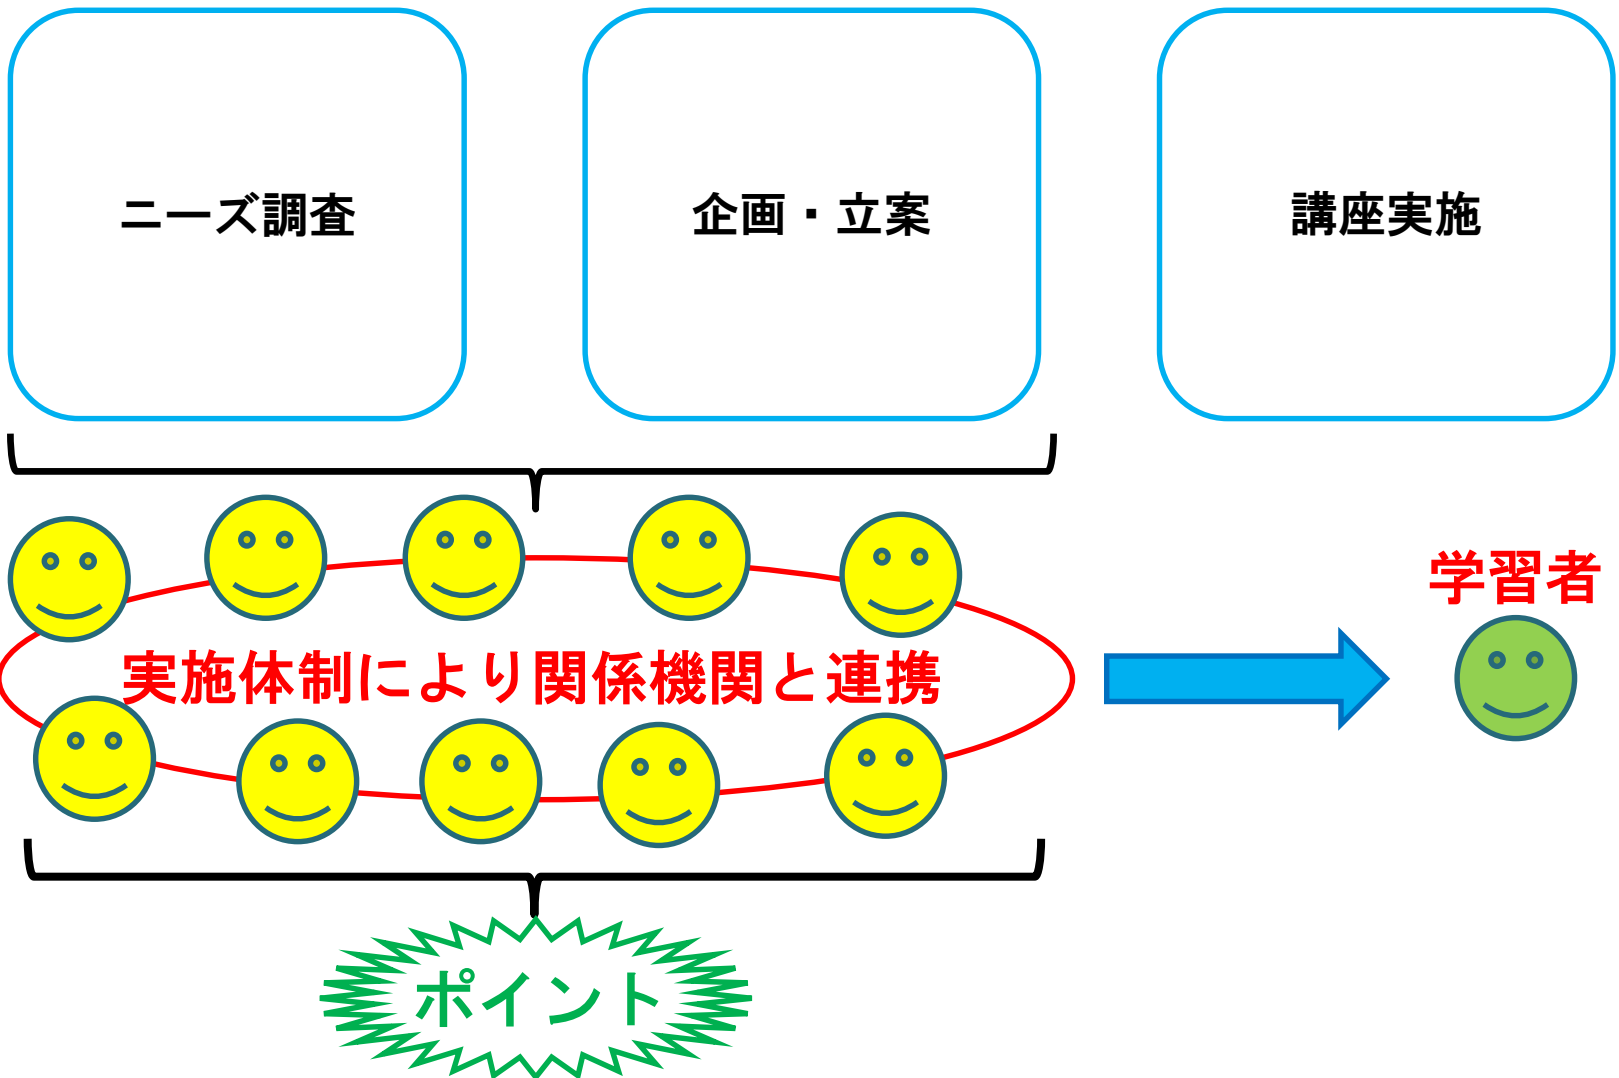 ニーズ調査
企画・立案
講座実施
学習者
実施体制により関係機関と連携
ポイント